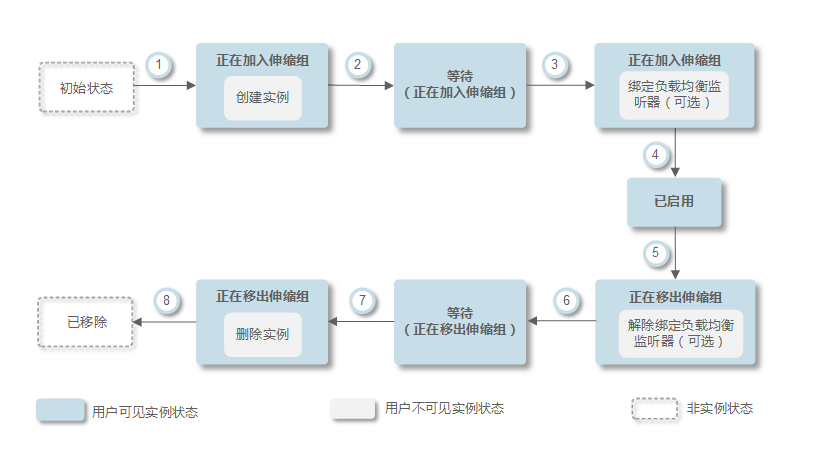 1
2
3
正在加入伸缩组
等待
（正在加入伸缩组）
正在加入伸缩组
初始状态
创建实例
绑定负载均衡监
听器（可选）
4
已启用
5
8
7
6
正在移出伸缩组
等待
（正在移出伸缩组）
正在移出伸缩组
已移除
删除实例
解除绑定负载均衡
监听器（可选）
用户可见实例状态
用户不可见实例状态
非实例状态